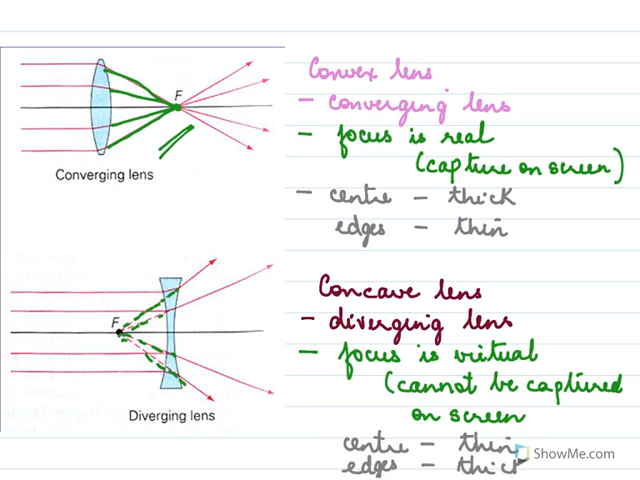 F
Converging lens
Convex lens
- converging lens
- focus is real
(capture on screen)
- centre - thick
edges - thin
F
Diverging lens
Concave lens
- diverging lens
- focus is virtual
(cannot be captured
on screen
centre - thin
edges - thick
ShowMe.com